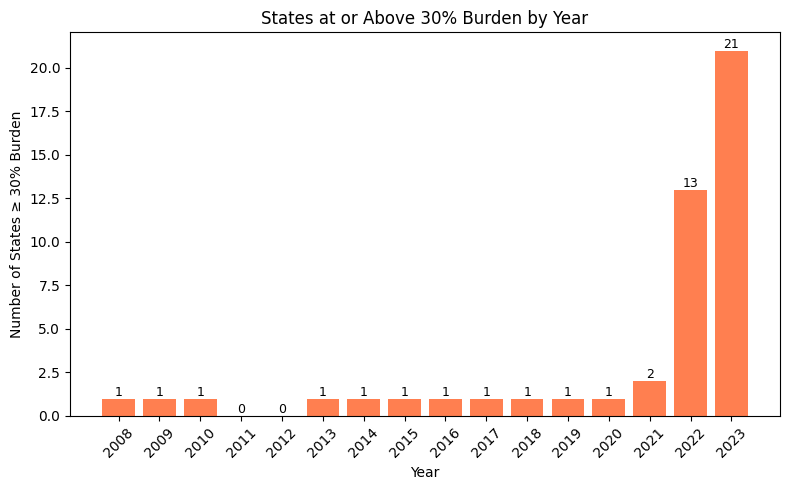 States at or Above 30% Burden by Year
Number of States ≥ 30% Burden
20.0
17.5
15.0
12.5
10.0
7.5
5.0
2.5
0.0
1 1 1 0 0 1 1 1 1 1 1 1 1 2 13 21
2008 2009 2010 2011 2012 2013 2014 2015 2016 2017 2018 2019 2020 2021 2022 2023
Year